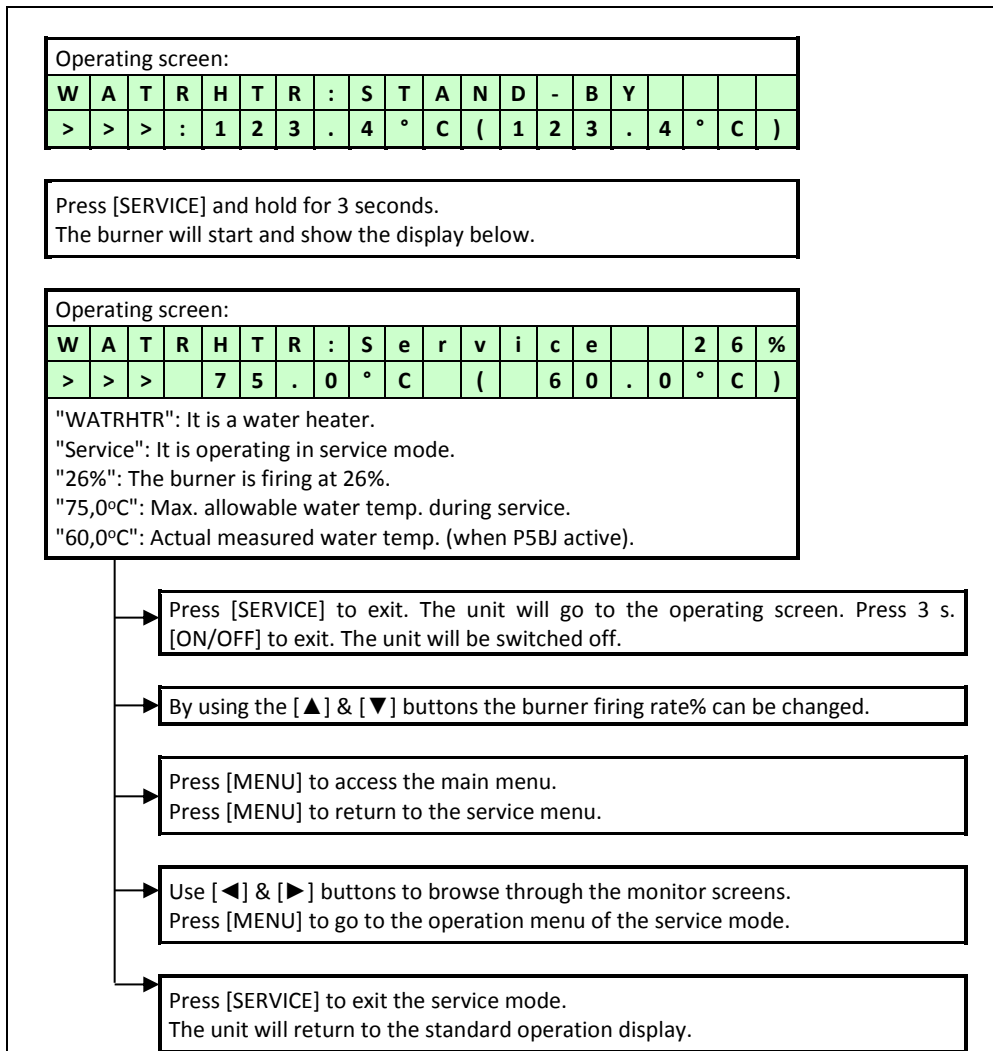 Operating screen:
WATRHTR:STAND-BY
>>>:123.4°C(123.4°C)
Press [SERVICE] and hold for 3 seconds.
The burner will start and show the display below.
Operating screen:
WATRHTR:Service  26%
>>> 75.0°C ( 60.0°C)
"WATRHTR": It is a water heater.
"Service": It is operating in service mode.
"26%": The burner is firing at 26%.
"75,0°C": Max. allowable water temp. during service.
"60,0°C": Actual measured water temp. (when P5BJ active).
Press [SERVICE] to exit. The unit will go to the operating screen. Press 3 s.
[ON/OFF] to exit. The unit will be switched off.
By using the [▲] & [▼] buttons the burner firing rate% can be changed.
Press [MENU] to access the main menu.
Press [MENU] to return to the service menu.
Use [◄] & [►] buttons to browse through the monitor screens.
Press [MENU] to go to the operation menu of the service mode.
Press [SERVICE] to exit the service mode.
The unit will return to the standard operation display.